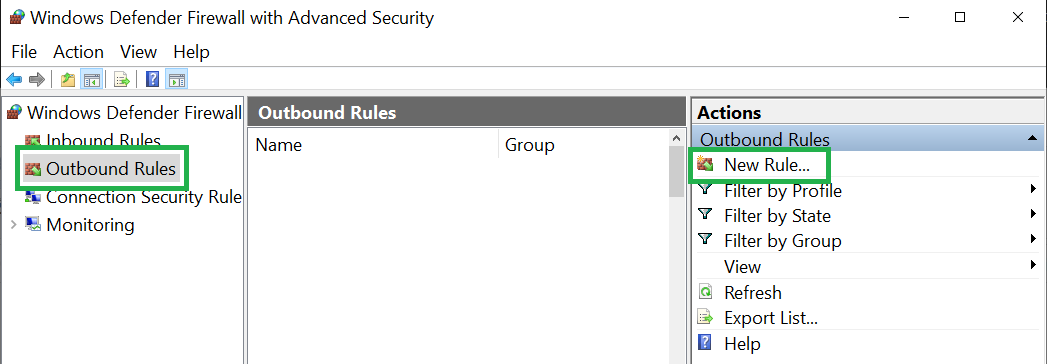 Windows Defender Firewall with Advanced Security
File Action View Help
Windows Defender Firewall
Inbound Rules
Outbound Rules
Connection Security Rule
Monitoring
Outbound Rules
Name Group
Actions
Outbound Rules
New Rule...
Filter by Profile
Filter by State
Filter by Group
View
Refresh
Export List...
Help